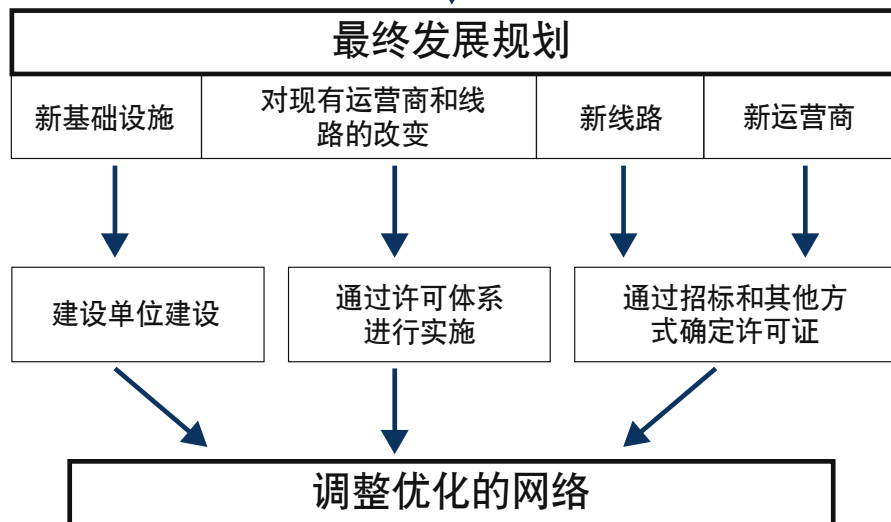 最终发展规划
新基础设施
对现有运营商和线
路的改变
新线路
新运营商
建设单位建设
通过许可体系
进行实施
通过招标和其他方
式确定许可证
调整优化的网络